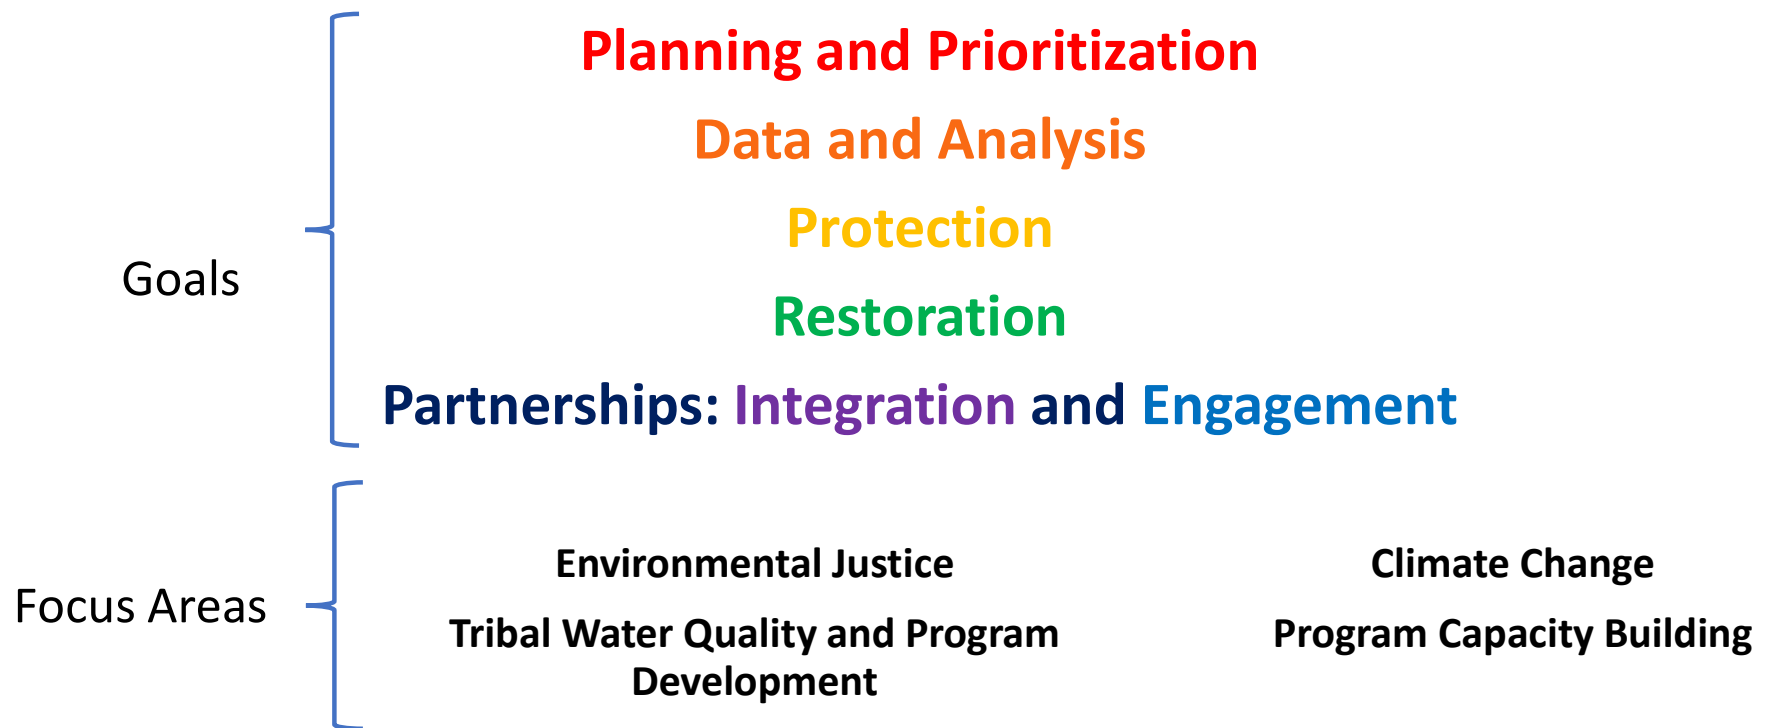 Goals
Planning and Prioritization
Data and Analysis
Protection
Restoration
Partnerships: Integration and Engagement
Focus Areas
Environmental Justice
Climate Change
Tribal Water Quality and Program
Development
Program Capacity Building